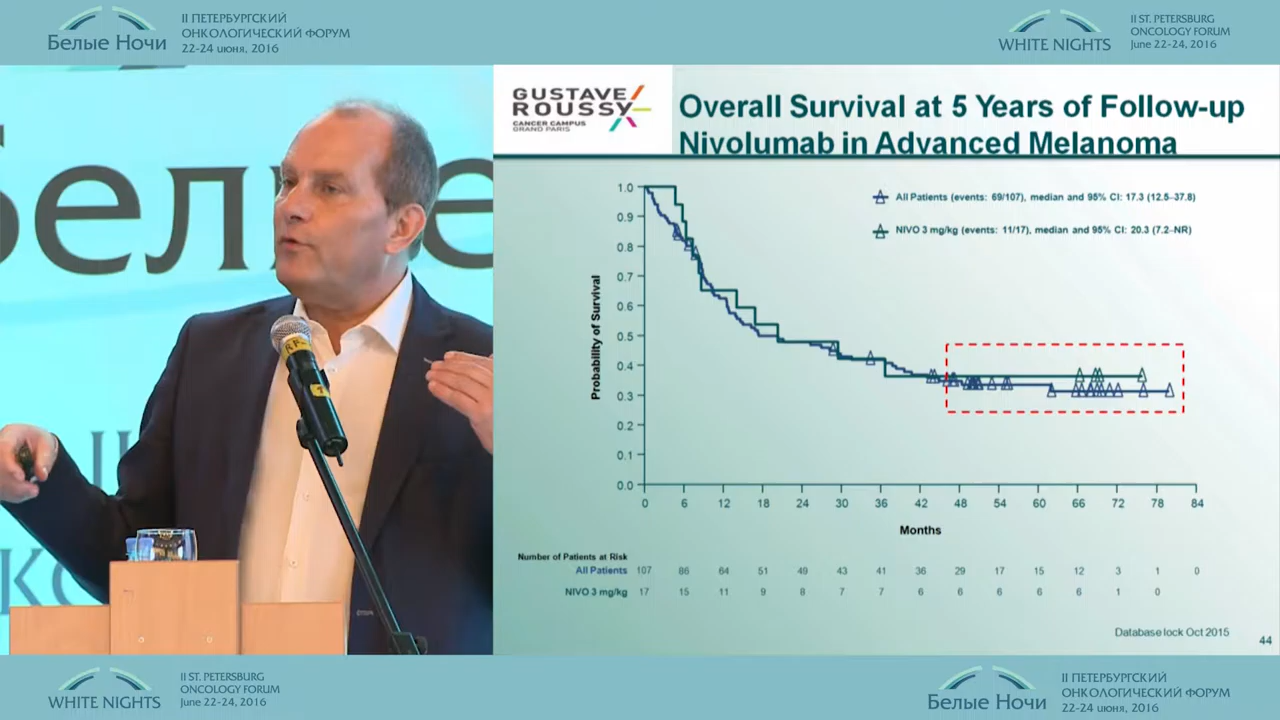 II ПЕТЕРБУРГСКИЙ
ОНКОЛОГИЧЕСКИЙ ФОРУМ
22-24 июня, 2016
Белые Ночи
II ST. PETERSBURG
ONCOLOGY FORUM
June 22-24, 2016
WHITE NIGHTS
GUSTAVE
ROUSSY
CANCER CAMPUS
GRAND PARIS
Overall Survival at 5 Years of Follow-up
Nivolumab in Advanced Melanoma
All Patients (events: 69/107), median and 95% CI: 17.3 (12.5–37.8)
NIVO 3 mg/kg (events: 11/17), median and 95% CI: 20.3 (7.2–NR)
Probability of Survival
1.0
0.9
0.8
0.7
0.6
0.5
0.4
0.3
0.2
0.1
0.0
0 6 12 18 24 30 36 42 48 54 60 66 72 78 84
Months
Number of Patients at Risk
All Patients 107 86 64 51 49 43 41 36 29 17 15 12 3 1 0
NIVO 3 mg/kg 17 15 11 9 8 7 7 6 6 6 6 6 1 0
Database lock Oct 2015
44
II ST. PETERSBURG
ONCOLOGY FORUM
June 22-24, 2016
WHITE NIGHTS
II ПЕТЕРБУРГСКИЙ
ОНКОЛОГИЧЕСКИЙ ФОРУМ
22-24 июня, 2016
Белые Ночи